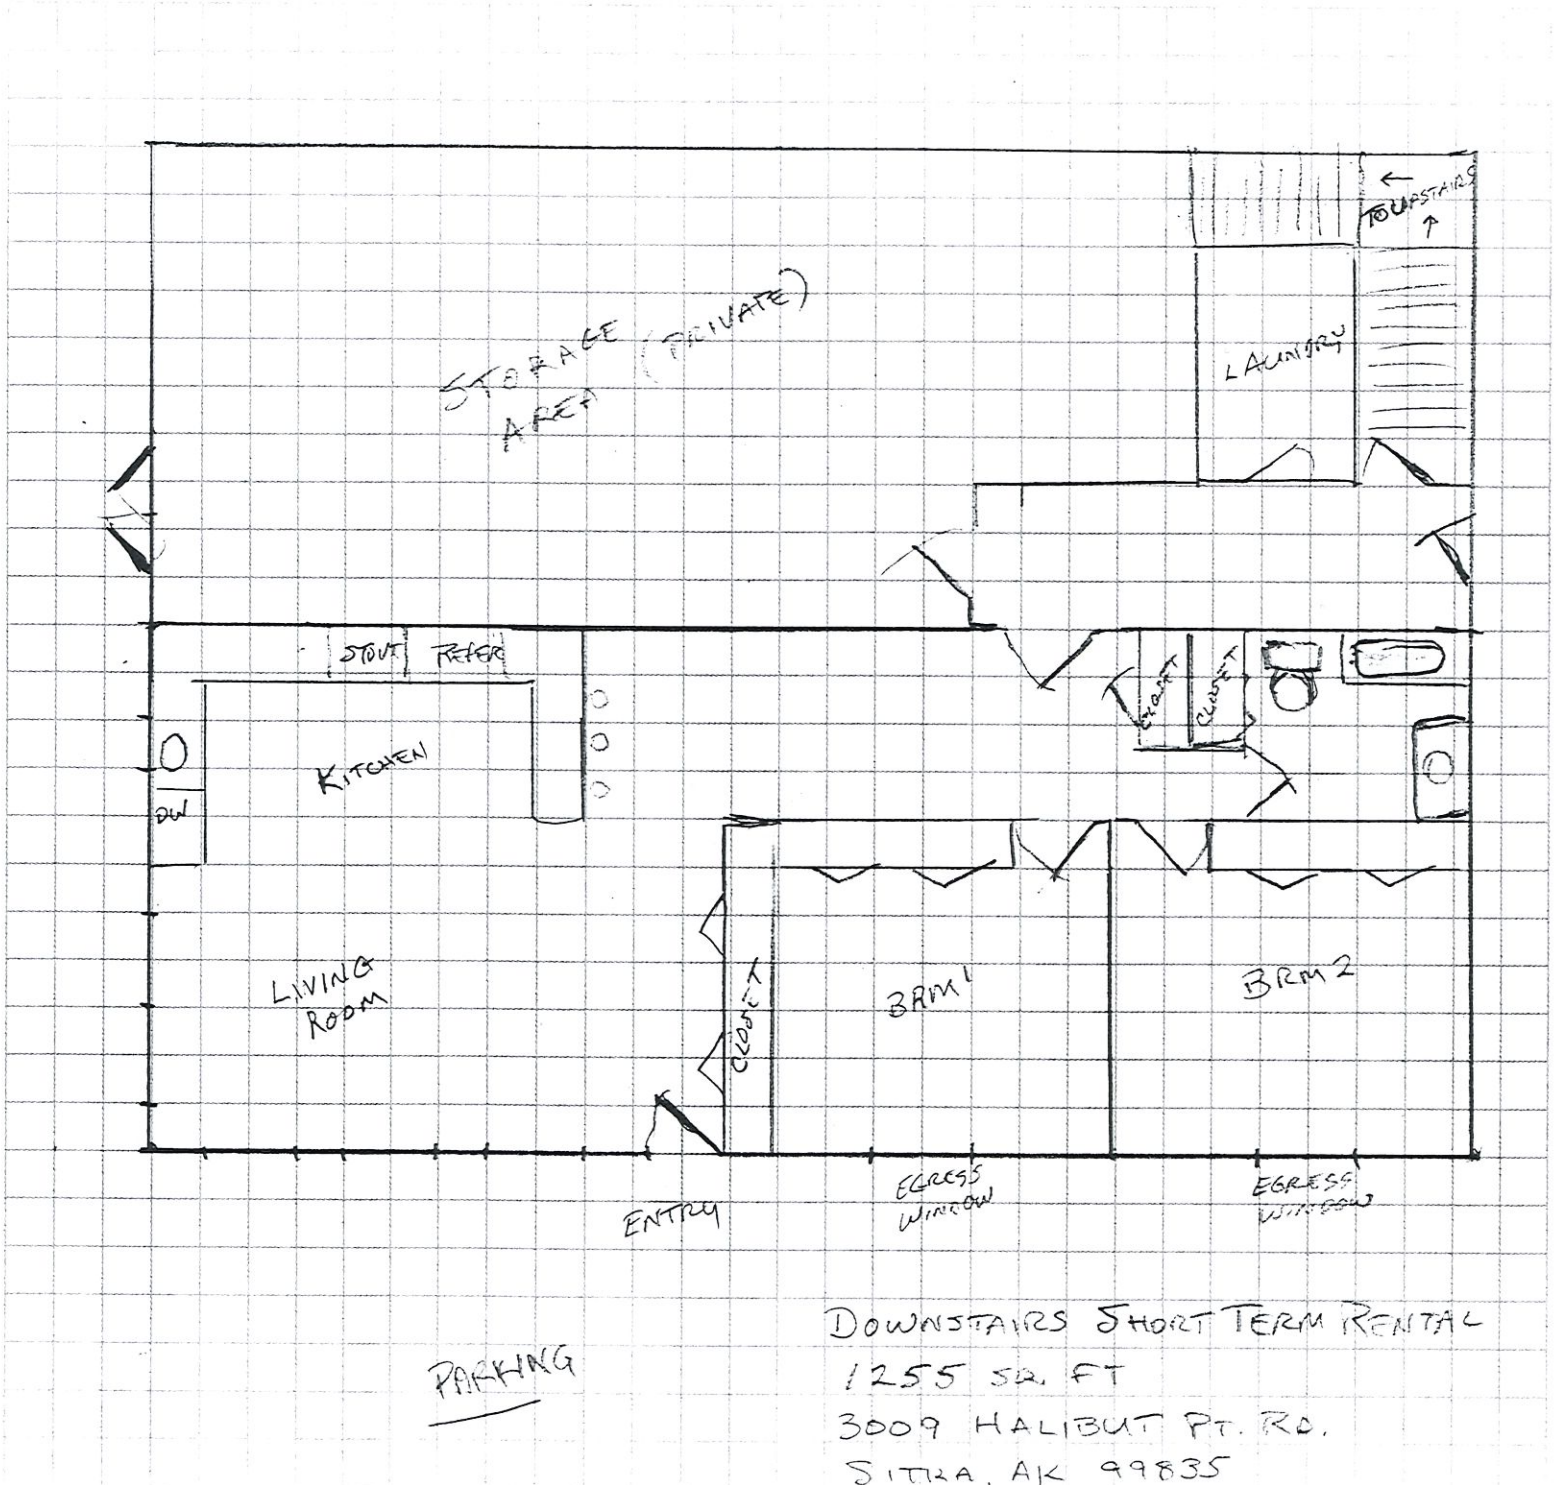 ←
TO UPSTAIRS
↑
STORAGE (PRIVATE)
AREA
LAUNDRY
STOVE
REFER
CLOSET
CLOSET
KITCHEN
DW
LIVING
ROOM
CLOSET
BRM 1
BRM 2
ENTRY
EGRESS
WINDOW
EGRESS
WINDOW
PARKING
DOWNSTAIRS SHORT TERM RENTAL
1255 SQ. FT
3009 HALIBUT PT. RD.
SITKA, AK 99835